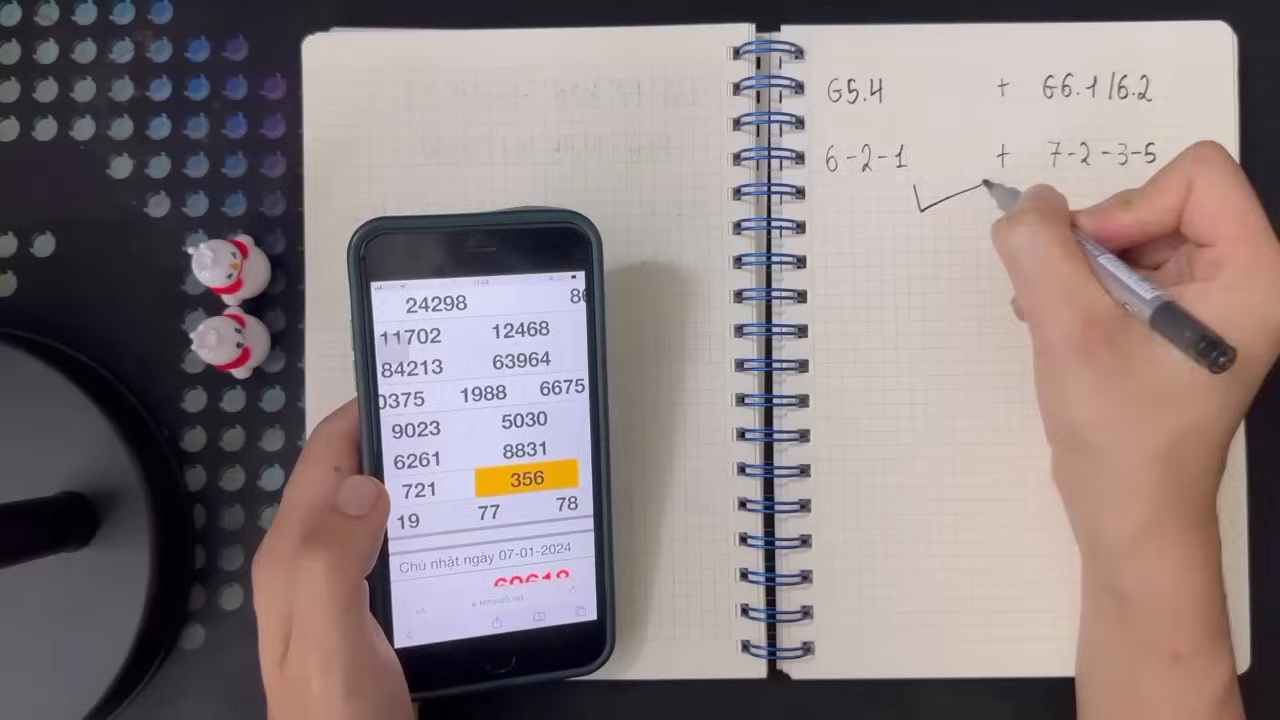 G5.4 + G6.1/6.2
6-2-1 + 7-2-3-5
24298
11702 12468
84213 63964
0375 1988 6675
9023 5030
6261 8831
721 356
19 77 78
Chủ nhật ngày 07-01-2024